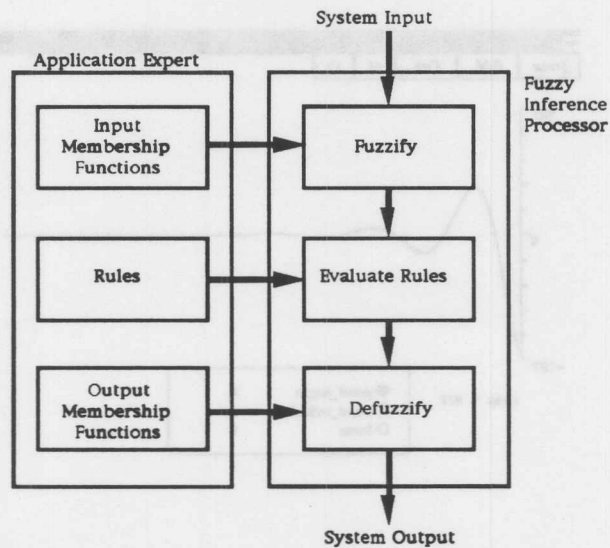 System Input
Application Expert
Fuzzy
Inference
Processor
Input
Membership
Functions
Fuzzify
Rules
Evaluate Rules
Output
Membership
Functions
Defuzzify
System Output